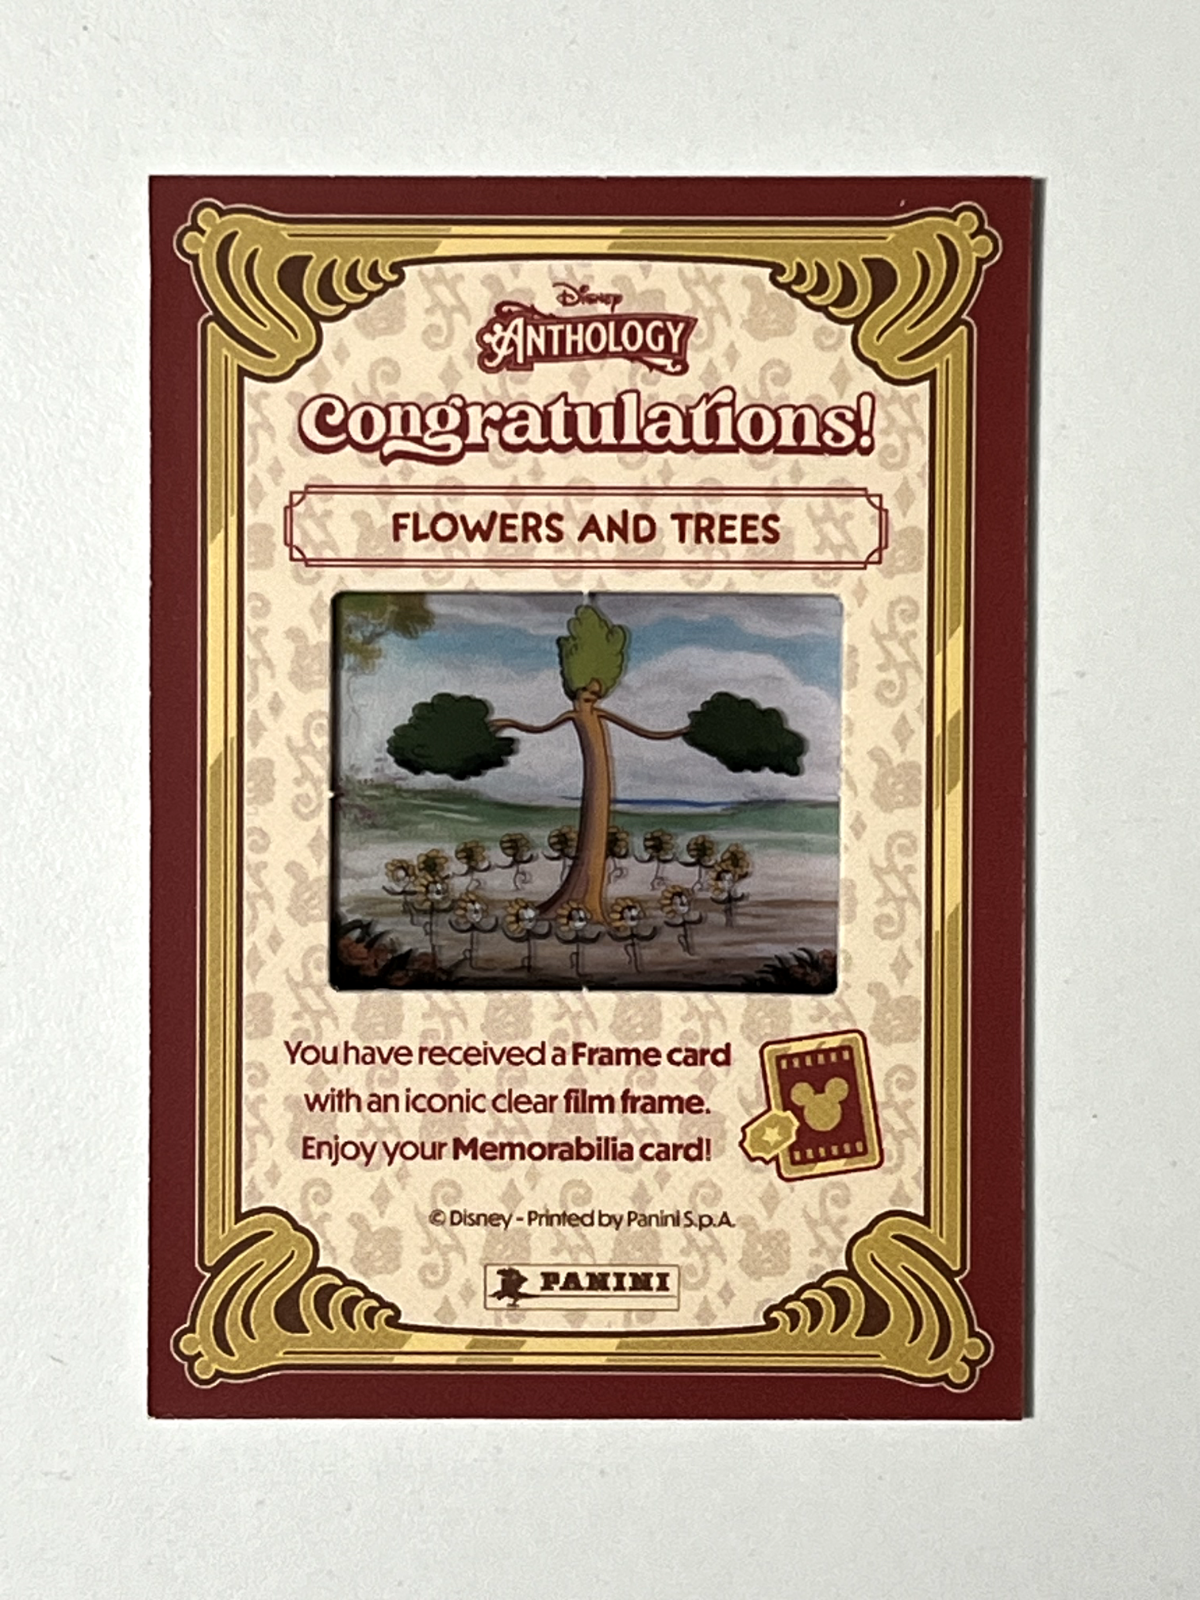 Disney
ANTHOLOGY
Congratulations!
FLOWERS AND TREES
You have received a Frame card
with an iconic clear film frame.
Enjoy your Memorabilia card!
© Disney - Printed by Panini S.p.A.
PANINI